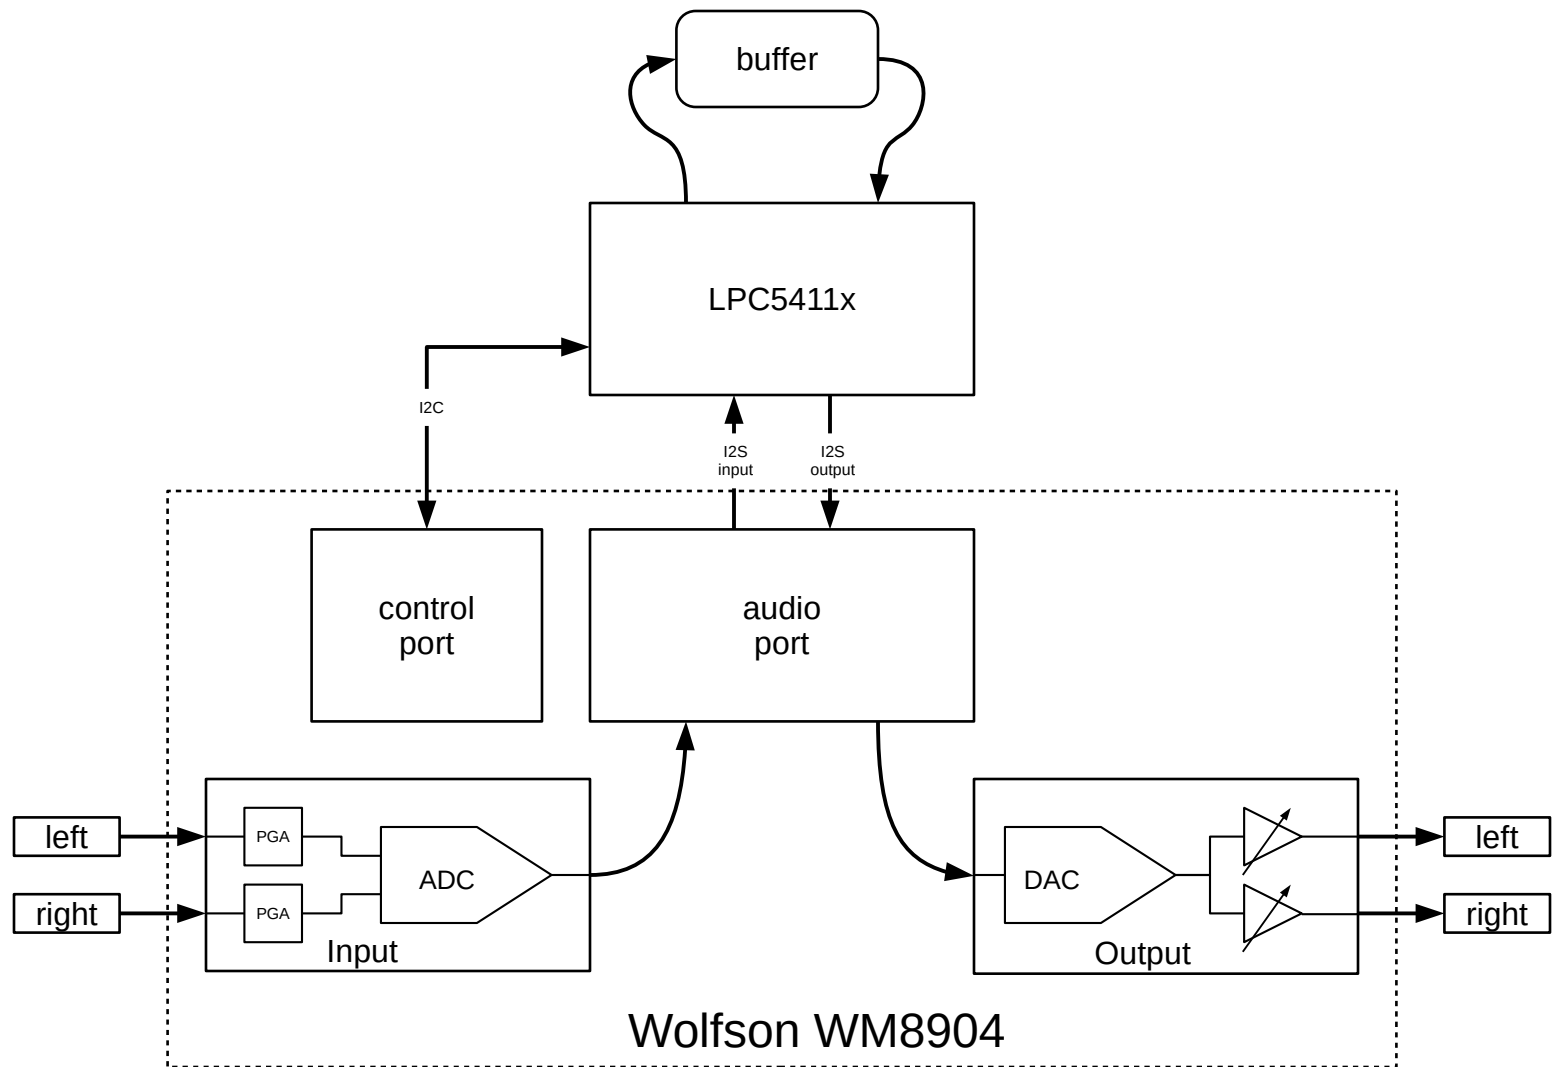 buffer
LPC5411x
I2C
I2S
input
I2S
output
control
port
audio
port
left
right
PGA
PGA
ADC
Input
DAC
Output
left
right
Wolfson WM8904